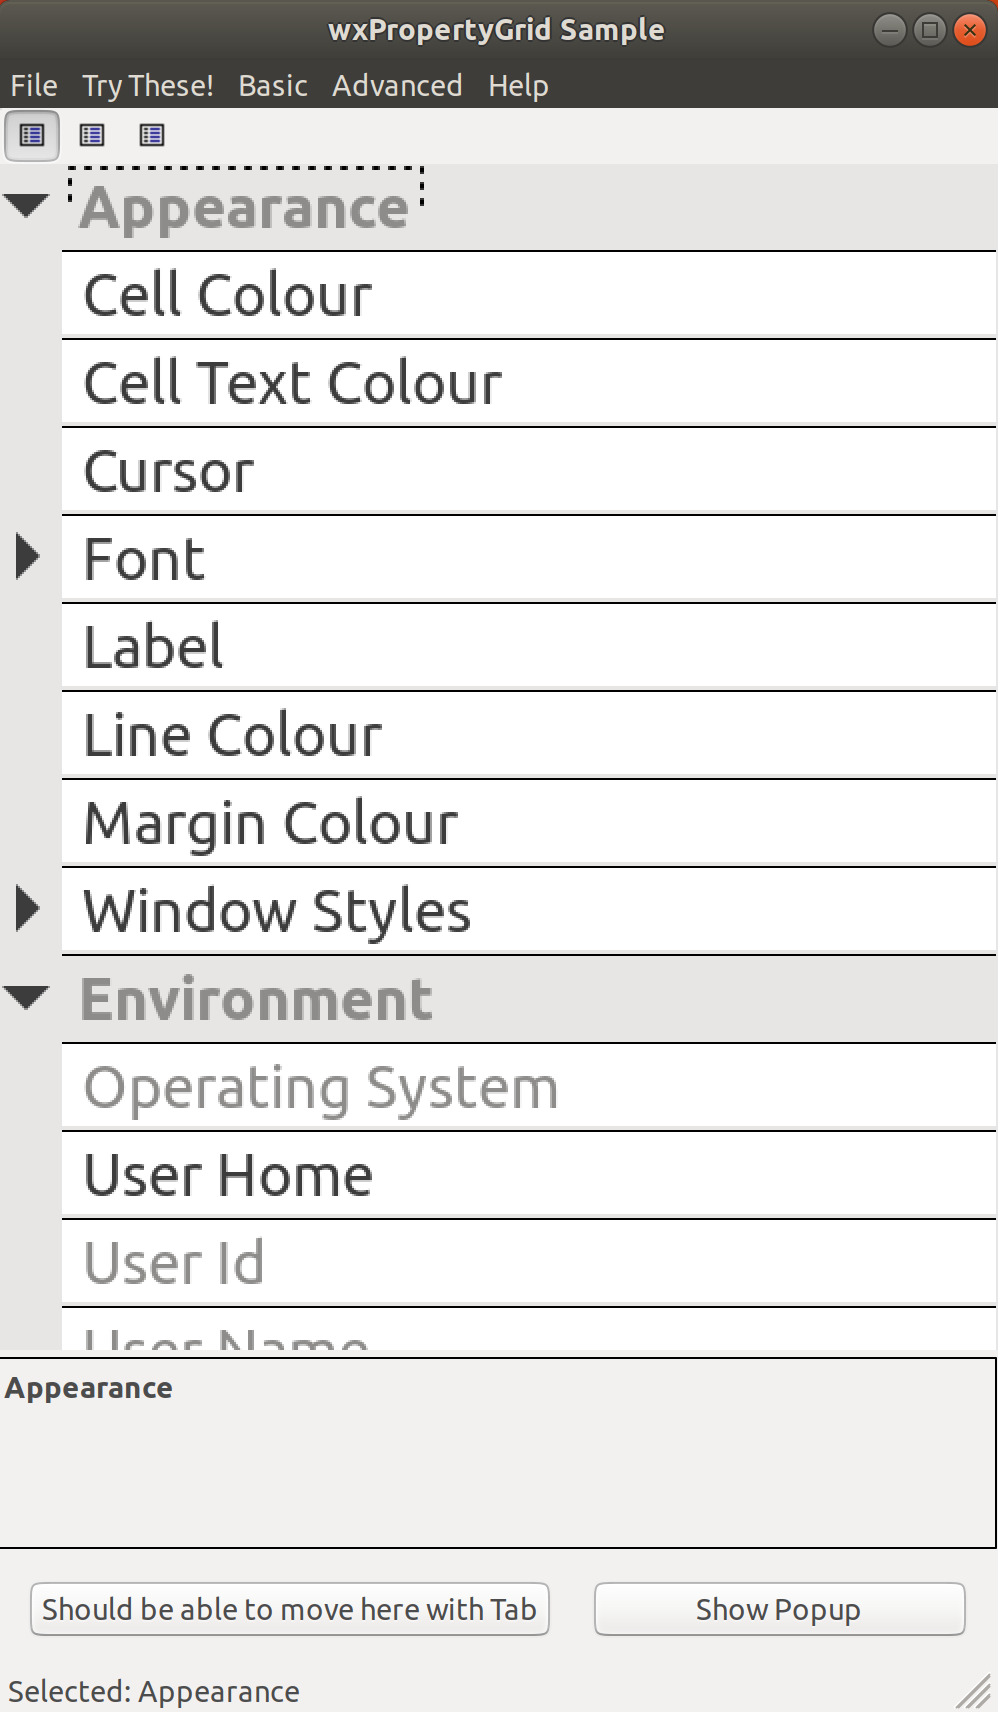 wxPropertyGrid Sample
File Try These! Basic Advanced Help
Appearance
Cell Colour
Cell Text Colour
Cursor
Font
Label
Line Colour
Margin Colour
Window Styles
Environment
Operating System
User Home
User Id
User Name
Appearance
Should be able to move here with Tab Show Popup
Selected: Appearance